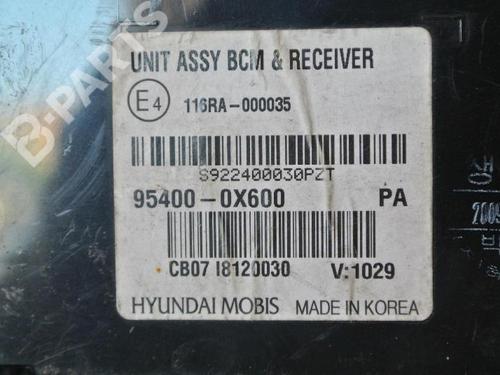 B-PARTS
UNIT ASSY BCM & RECEIVER
E4 116RA-000035
S922400030PZT
95400-0X600 PA
CB07 I8120030 V:1029
HYUNDAI MOBIS MADE IN KOREA